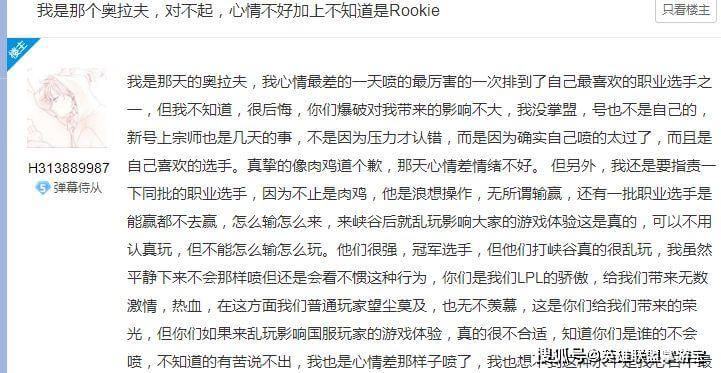 我是那个奥拉夫，对不起，心情不好加上不知道是Rookie
只看楼主
楼主
我是那天的奥拉夫，我心情最差的一天喷的最厉害的一次排到了自己最喜欢的职业选手之
一，但我不知道，很后悔，你们爆破对我带来的影响不大，我没掌盟，号也不是自己的，
新号上宗师也是几天的事，不是因为压力才认错，而是因为确实自己喷的太过了，而且是
自己喜欢的选手。真挚的像肉鸡道个歉，那天心情差情绪不好。 但另外，我还是要指责一
下同批的职业选手，因为不止是肉鸡，他是浪想操作，无所谓输赢，还有一批职业选手是
能赢都不去赢，怎么输怎么来，来峡谷后就乱玩影响大家的游戏体验这是真的，可以不用
认真玩，但不能怎么输怎么玩。他们很强，冠军选手，但他们打峡谷真的很乱玩，我虽然
平静下来不会那样喷但还是会看不惯这种行为，你们是我们LPL的骄傲，给我们带来无数
激情，热血，在这方面我们普通玩家望尘莫及，也无不羡慕，这是你们给我们带来的荣
光，但你们如果来乱玩影响国服玩家的游戏体验，真的很不合适，知道你们是谁的不会
喷，不知道的有苦说不出，我也是心情差那样子喷了，我也想
H313889987
5 弹幕侍从
搜狐号@英雄联盟